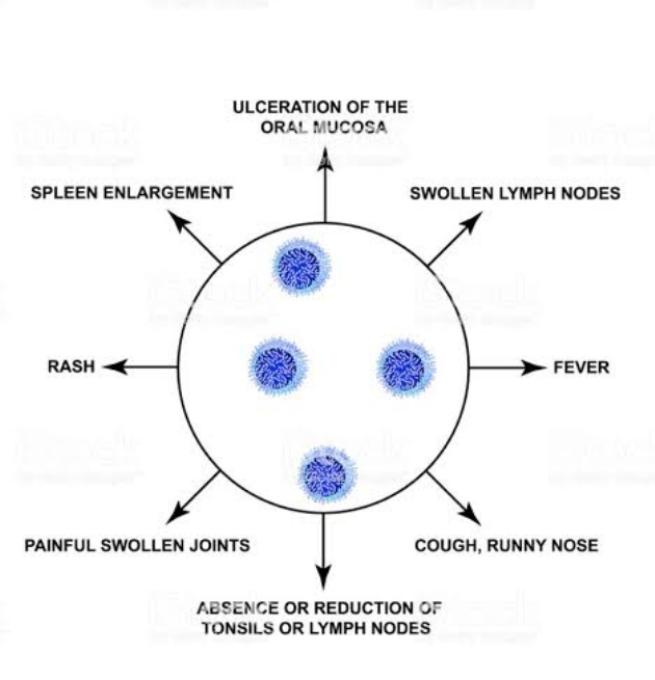 ULCERATION OF THE
ORAL MUCOSA
SPLEEN ENLARGEMENT
SWOLLEN LYMPH NODES
RASH
FEVER
PAINFUL SWOLLEN JOINTS
COUGH, RUNNY NOSE
ABSENCE OR REDUCTION OF
TONSILS OR LYMPH NODES